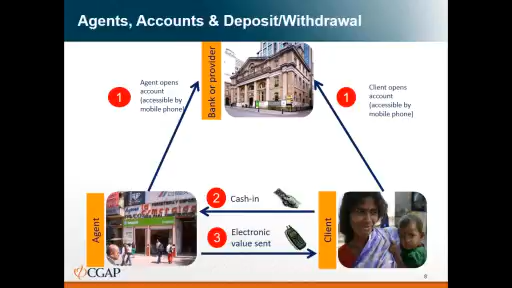 Agents, Accounts & Deposit/Withdrawal
Bank or provider
1
Agent opens
account
(accessible by
mobile phone)
1
Client opens
account
(accessible by
mobile phone)
Agent
2
Cash-in
3
Electronic
value sent
Client
CGAP
8